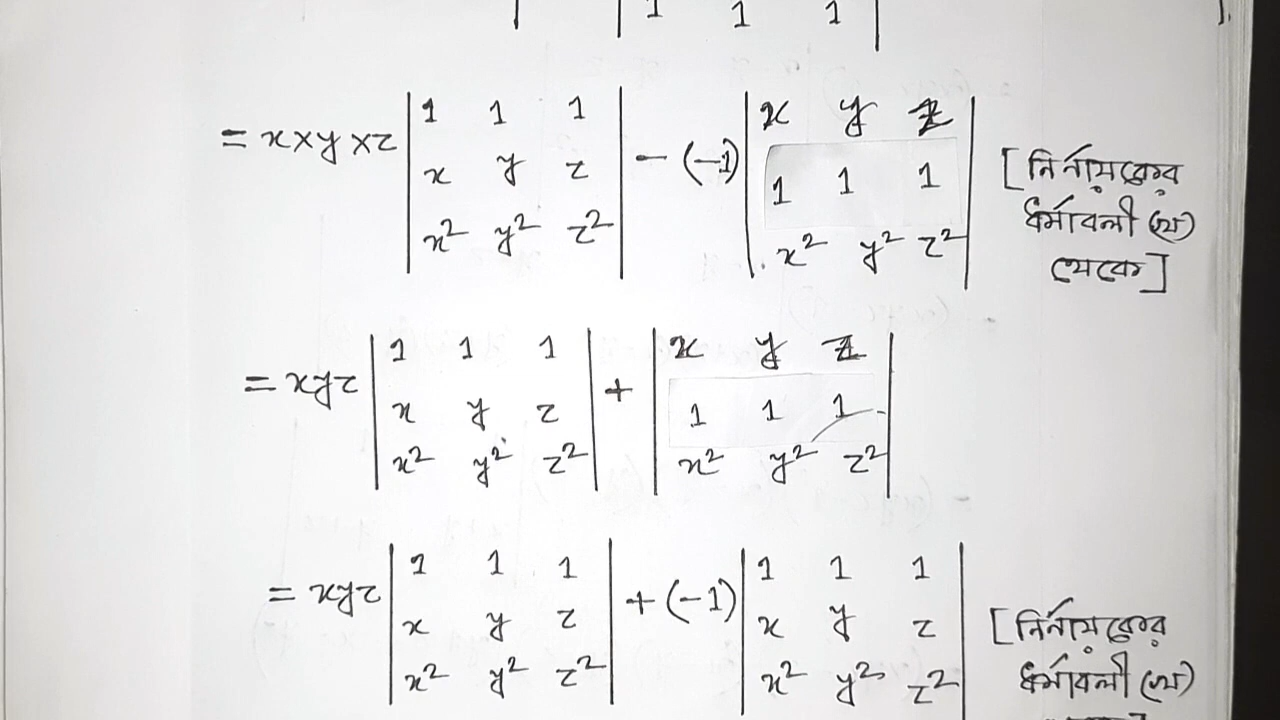 1 1 1
= x×y×z | 1 1 1 | - (-1) | x y z |
x y z 1 1 1 [নির্নায়কের
x² y² z² x² y² z² ধর্মাবলী (খ)
থেকে]
= xyz | 1 1 1 | + | x y z |
x y z 1 1 1
x² y² z² x² y² z²
= xyz | 1 1 1 | + (-1) | 1 1 1 |
x y z x y z [নির্নায়কের
x² y² z² x² y² z² ধর্মাবলী (খ)